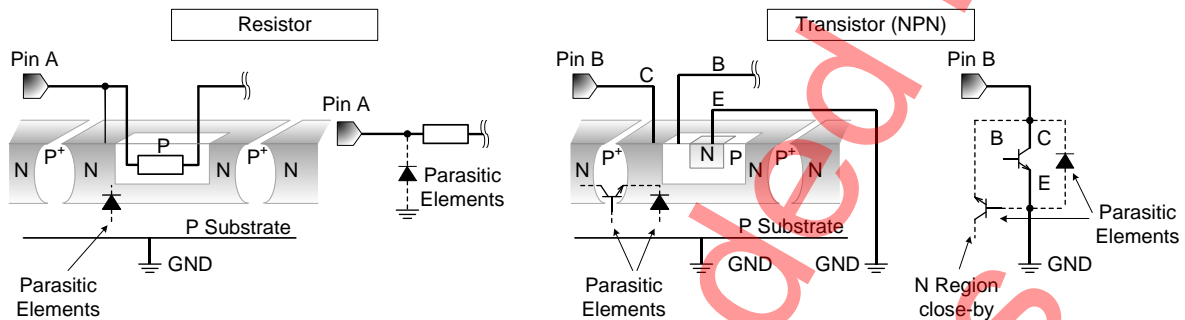 Resistor
Transistor (NPN)
Pin A
Pin B
Pin B
C
B
E
Pin A
N
P+
N
P
N
P+
N
Parasitic
Elements
N
P+
N
N
P
N
P+
N
B
C
E
P Substrate
GND
Parasitic
Elements
P Substrate
GND
GND
Parasitic
Elements
Parasitic
Elements
GND
N Region
close-by